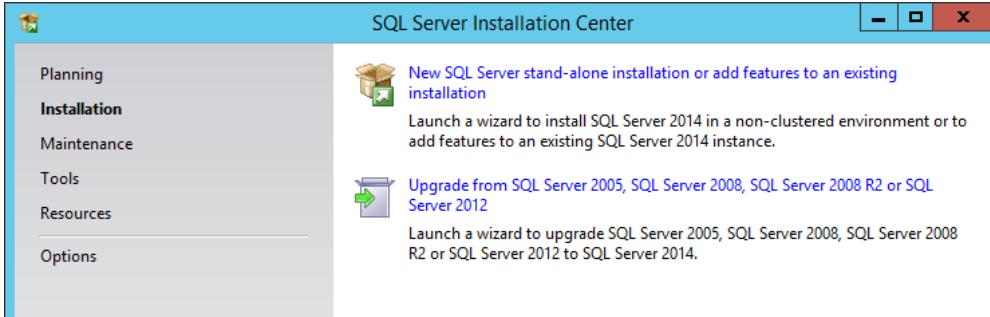 SQL Server Installation Center
Planning
Installation
Maintenance
Tools
Resources
Options
New SQL Server stand-alone installation or add features to an existing
installation
Launch a wizard to install SQL Server 2014 in a non-clustered environment or to
add features to an existing SQL Server 2014 instance.
Upgrade from SQL Server 2005, SQL Server 2008, SQL Server 2008 R2 or SQL
Server 2012
Launch a wizard to upgrade SQL Server 2005, SQL Server 2008, SQL Server 2008
R2 or SQL Server 2012 to SQL Server 2014.